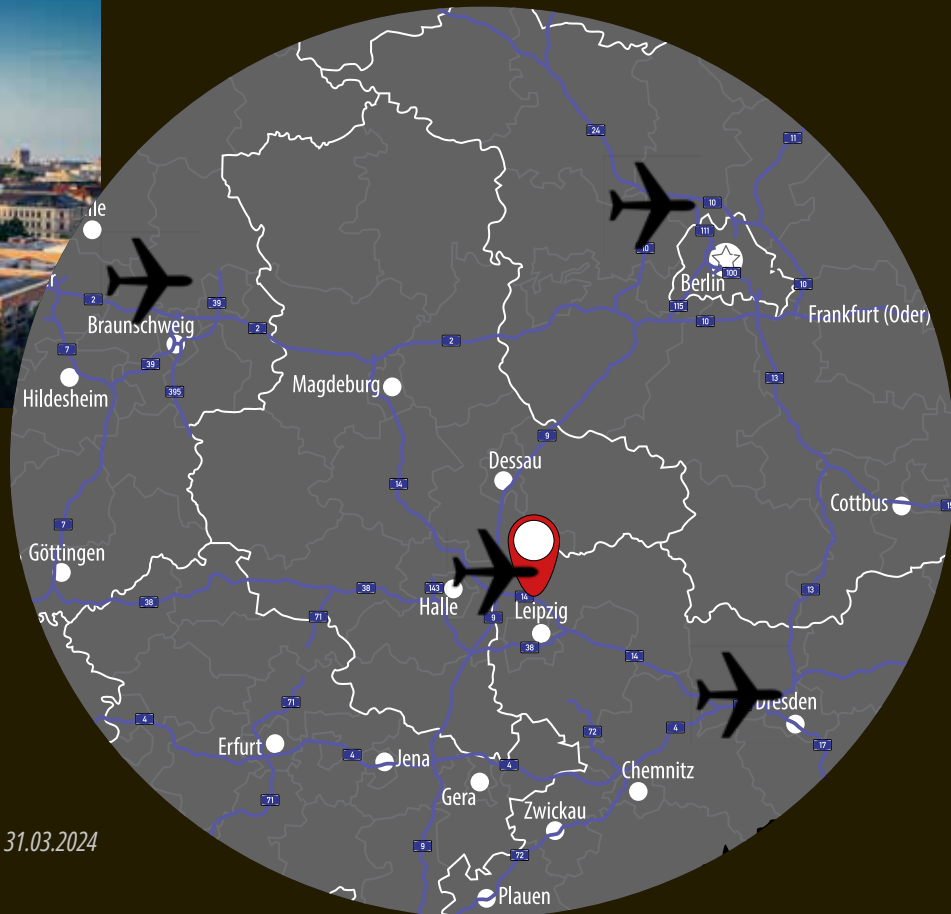 24
11
10
111
lle
10
Berlin
100
10
39
2
115
10
Frankfurt (Oder)
Braunschweig
2
2
7
39
13
Hildesheim
395
Magdeburg
9
Dessau
14
Cottbus
15
7
Göttingen
38
38
143
Halle
14
Leipzig
13
71
9
38
14
71
Dresden
4
72
4
17
Erfurt
4
Jena
4
Chemnitz
71
Gera
Zwickau
31.03.2024
9
72
Plauen